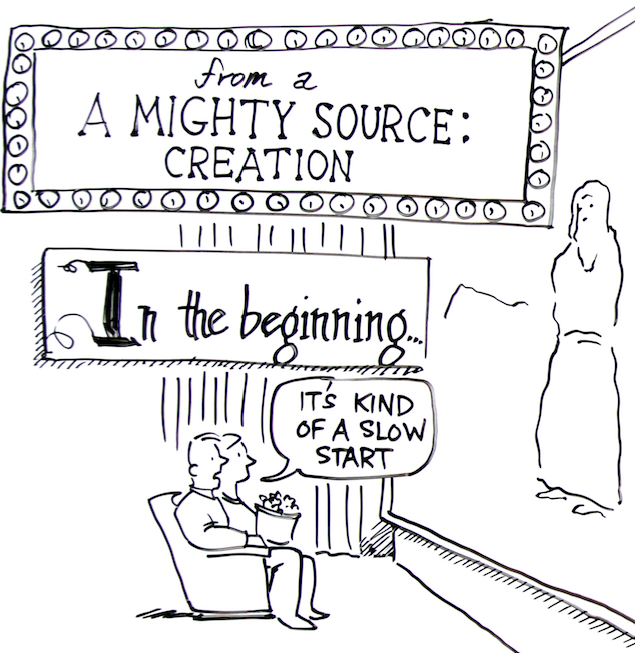 from a
A MIGHTY SOURCE:
CREATION
In the beginning...
IT'S KIND
OF A SLOW
START